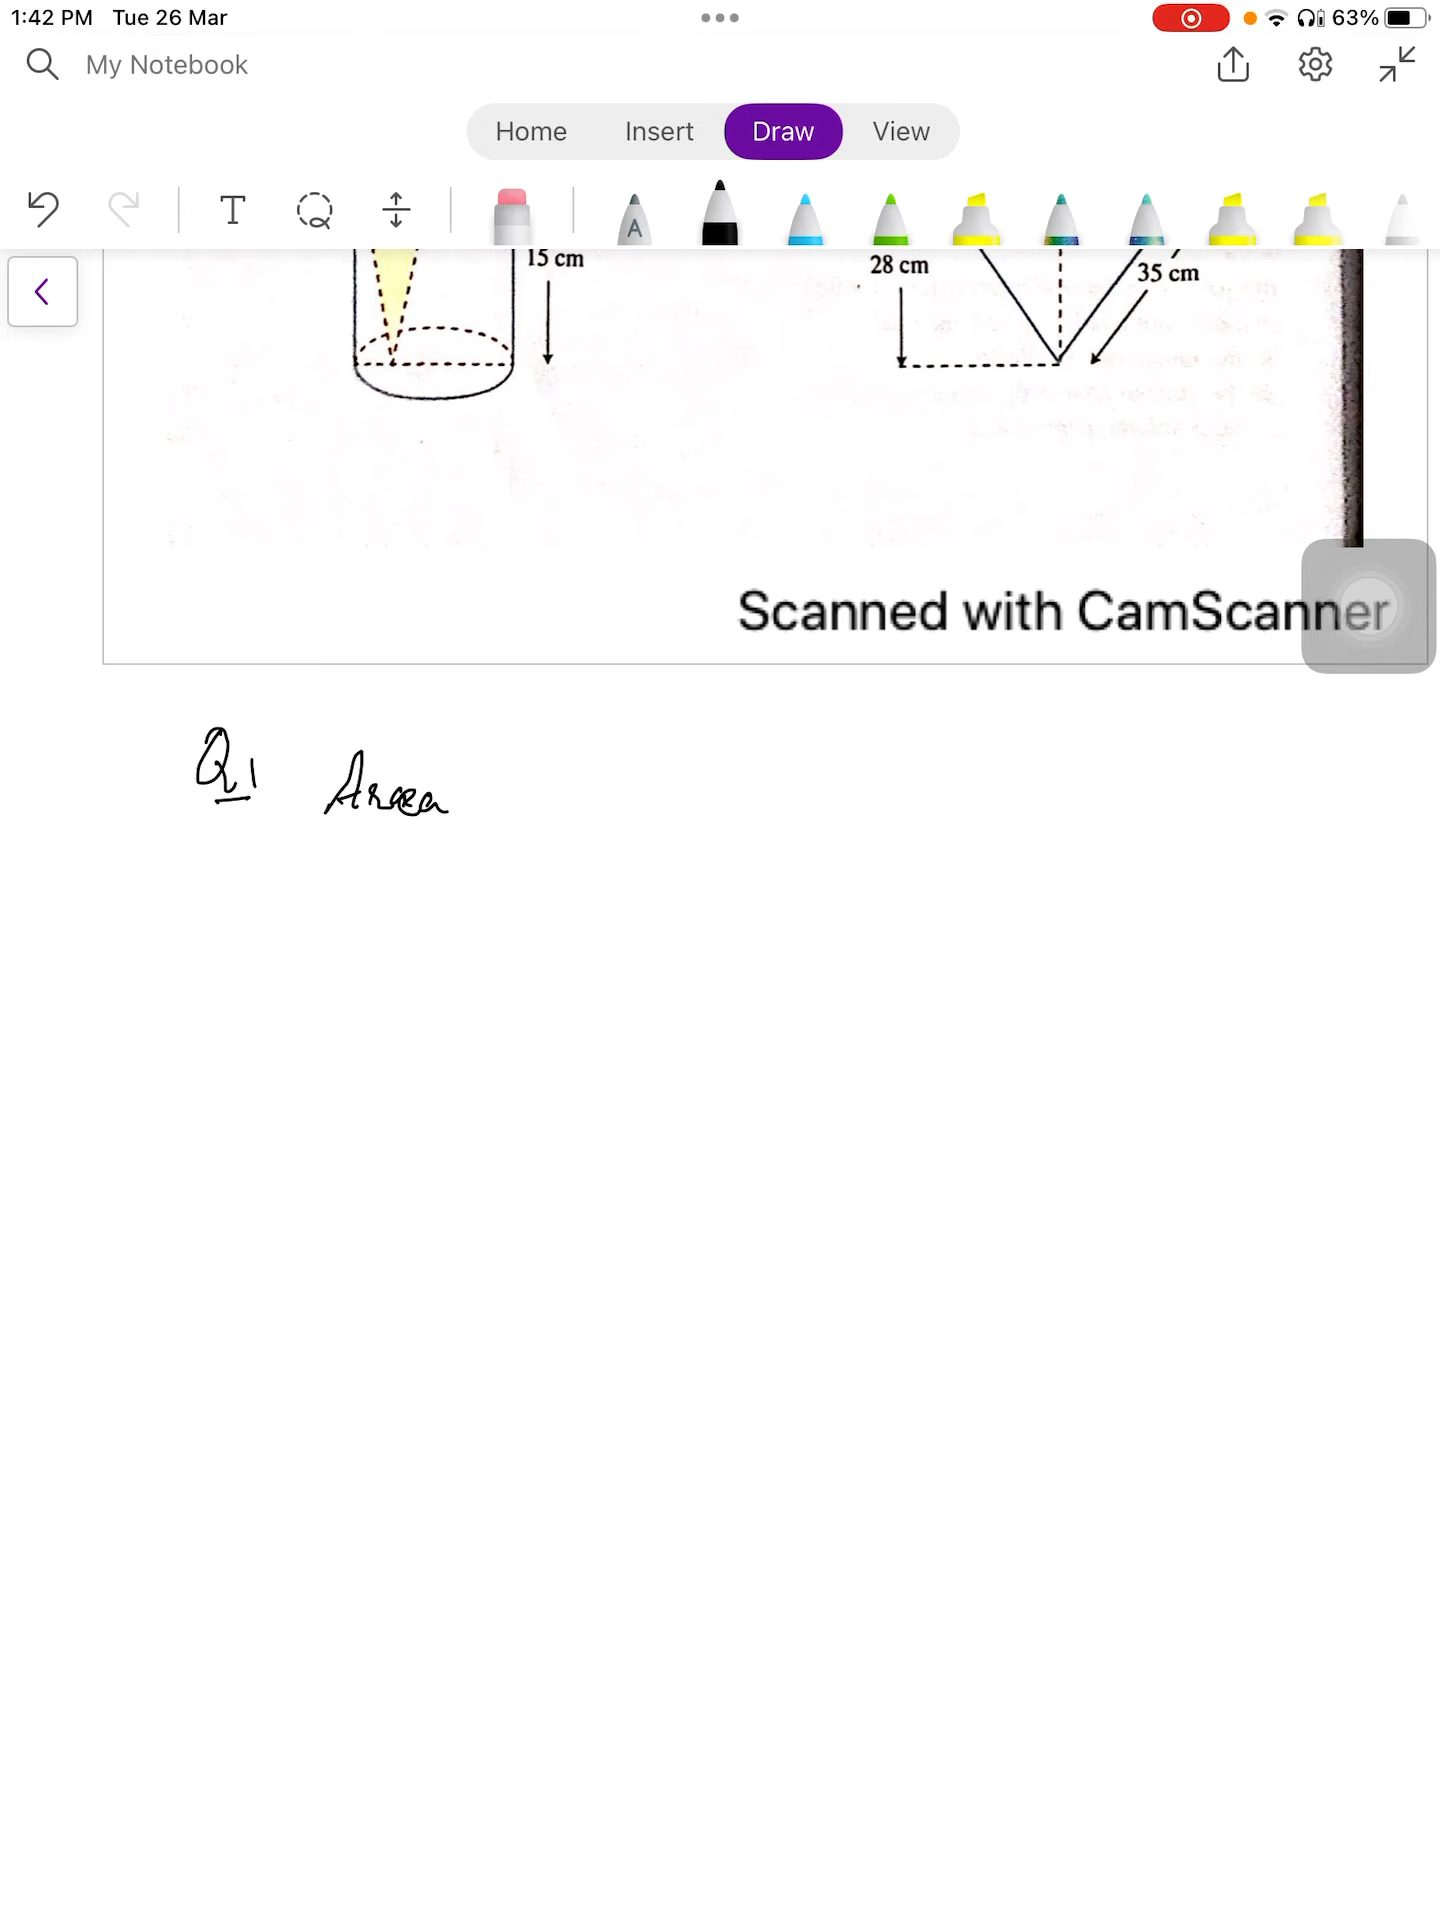 1:42 PM Tue 26 Mar
63%
My Notebook
Home Insert Draw View
T
A
15 cm
28 cm
35 cm
Scanned with CamScanner
Q1 Area